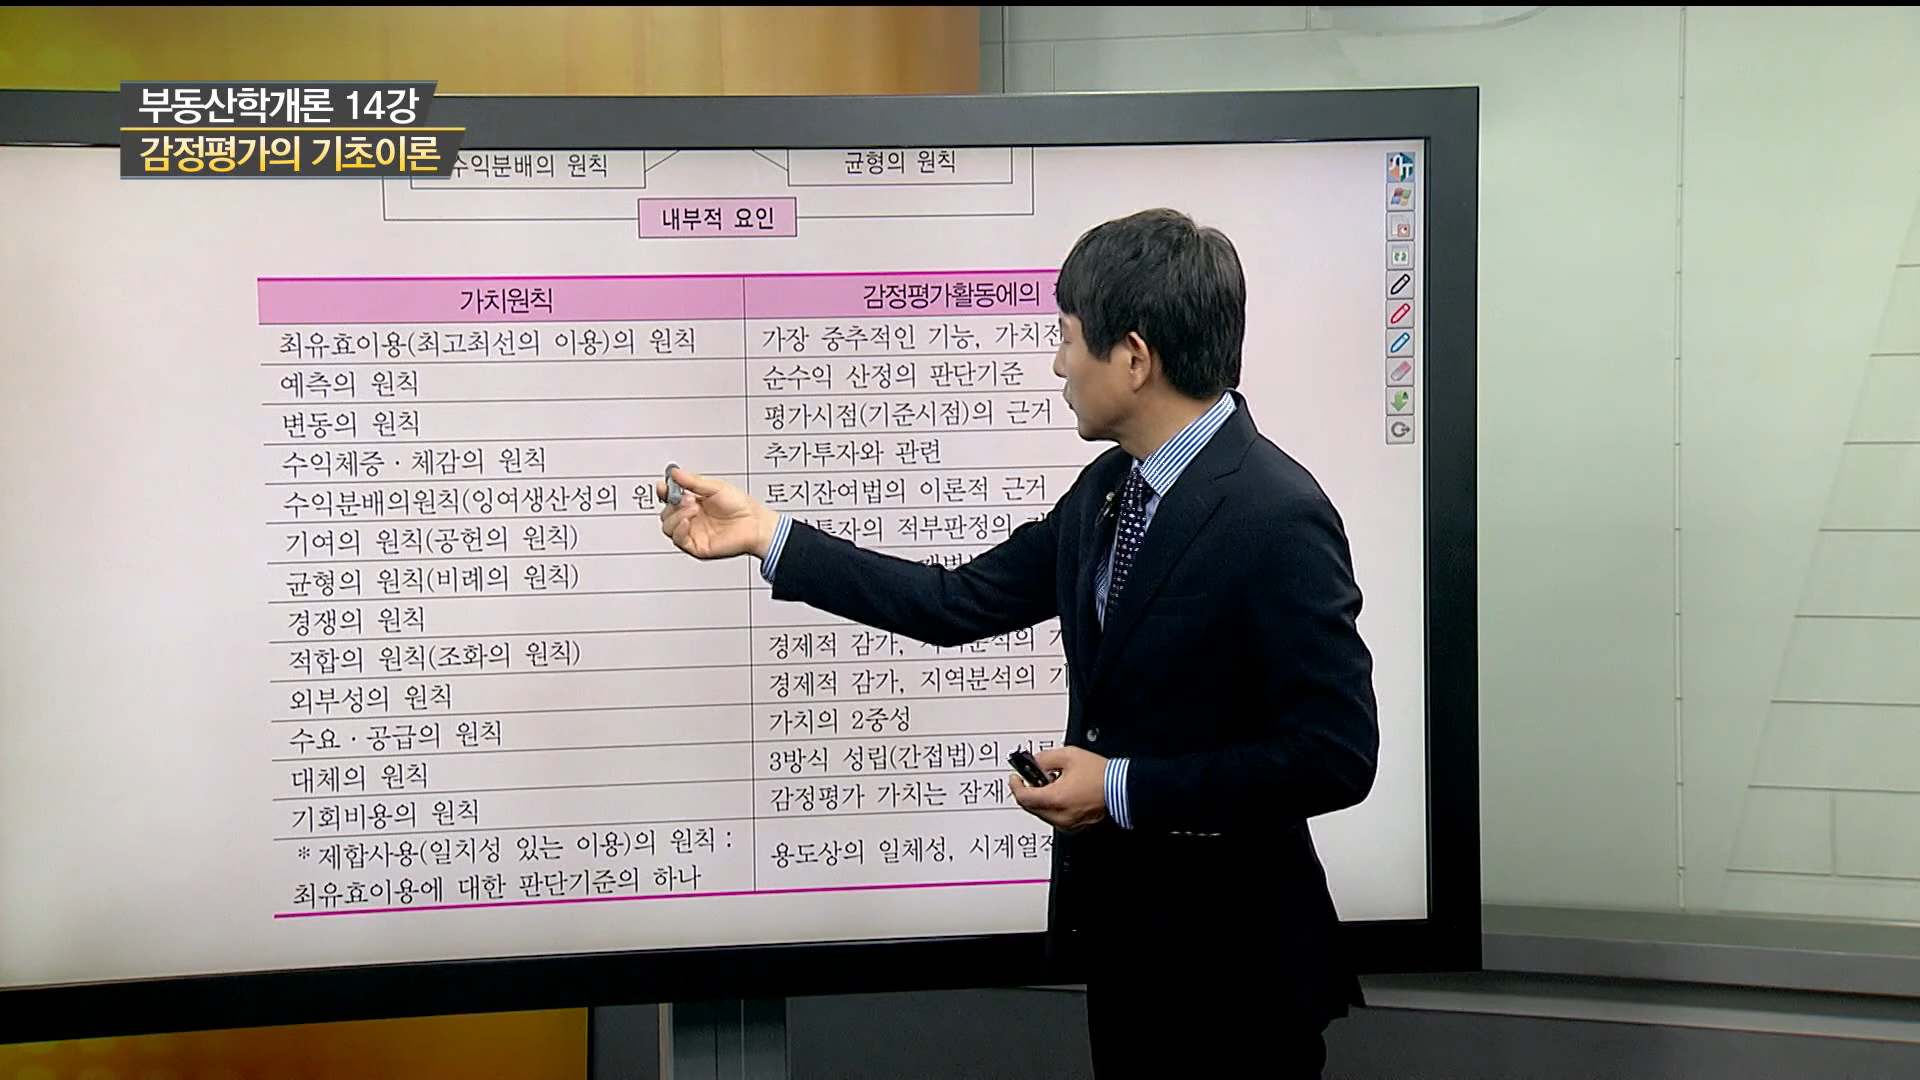 부동산학개론 14강
감정평가의 기초이론
수익분배의 원칙
균형의 원칙
내부적 요인
가치원칙
감정평가활동에의
최유효이용(최고최선의 이용)의 원칙
가장 중추적인 기능,
예측의 원칙
순수익 산정의 판단기준
변동의 원칙
평가시점(기준시점)의 근거
수익체증·체감의 원칙
추가투자와 관련
수익분배의원칙(잉여생산성의
토지잔여법의 이론적 근거
기여의 원칙(공헌의 원칙)
적부판정의
균형의 원칙(비례의 원칙)
경쟁의 원칙
적합의 원칙(조화의 원칙)
경제적 감가,
외부성의 원칙
경제적 감가, 지역분석의
수요·공급의 원칙
가치의 2중성
대체의 원칙
3방식 성립(간접법)의
기회비용의 원칙
감정평가 가치는
* 제합사용(일치성 있는 이용)의 원칙 :
최유효이용에 대한 판단기준의 하나
용도상의 일체성,